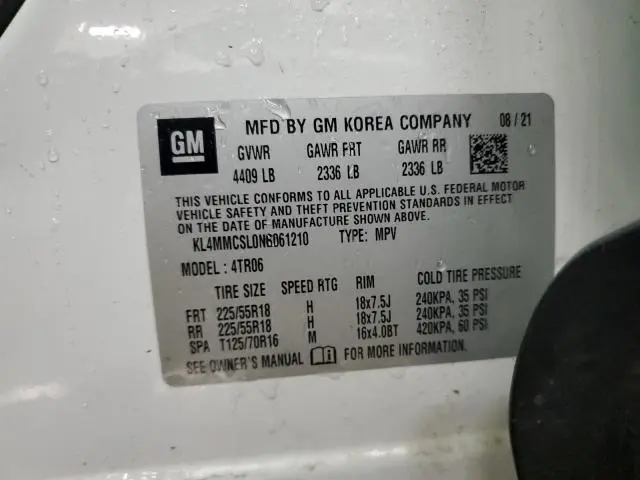 GM
MFD BY GM KOREA COMPANY 08 / 21
GVWR GAWR FRT GAWR RR
4409 LB 2336 LB 2336 LB
THIS VEHICLE CONFORMS TO ALL APPLICABLE U.S. FEDERAL MOTOR
VEHICLE SAFETY AND THEFT PREVENTION STANDARDS IN EFFECT
ON THE DATE OF MANUFACTURE SHOWN ABOVE.
KL4MMCSL0N6061210 TYPE: MPV
MODEL : 4TR06
TIRE SIZE SPEED RTG RIM COLD TIRE PRESSURE
FRT 225/55R18 H 18x7.5J 240KPA, 35 PSI
RR 225/55R18 H 18x7.5J 240KPA, 35 PSI
SPA T125/70R16 M 16x4.0BT 420KPA, 60 PSI
SEE OWNER'S MANUAL FOR MORE INFORMATION.